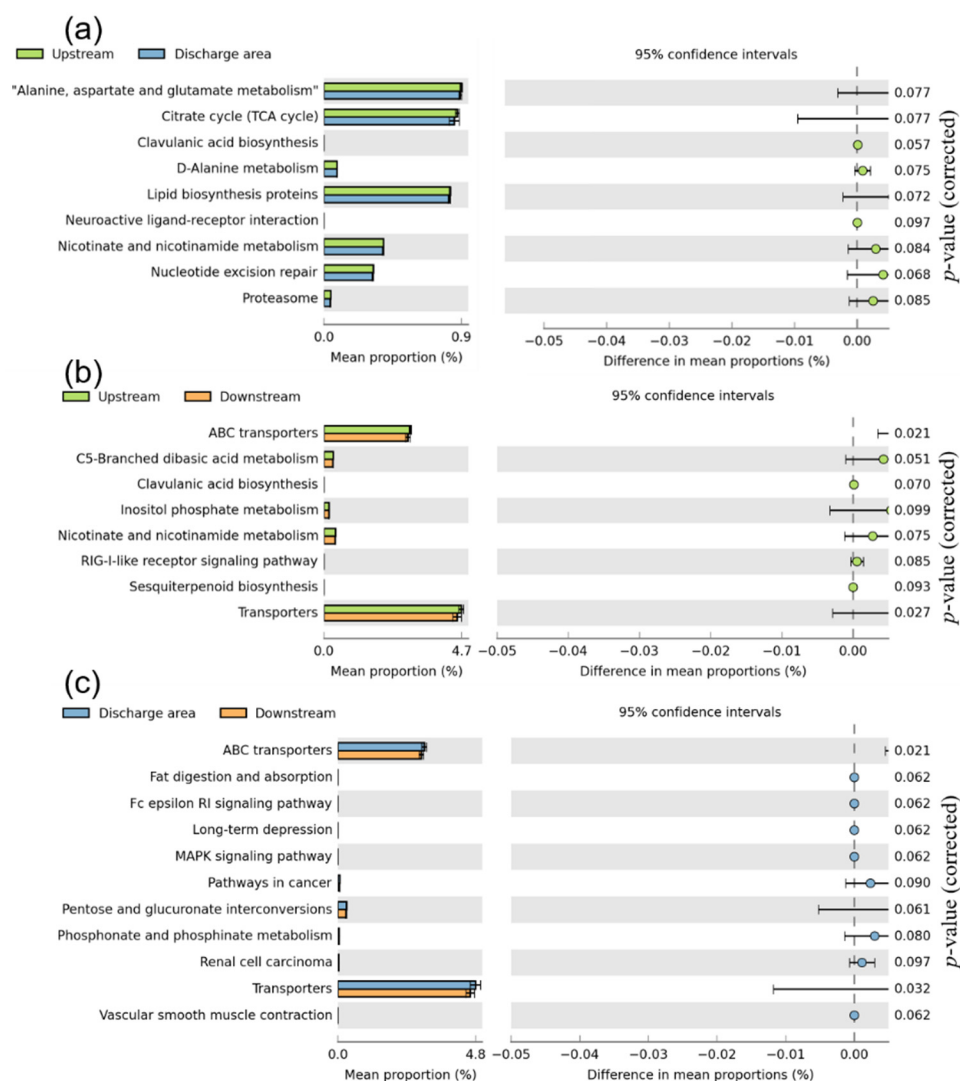 (a)
Upstream Discharge area
95% confidence intervals
"Alanine, aspartate and glutamate metabolism" 0.077
Citrate cycle (TCA cycle) 0.077
Clavulanic acid biosynthesis 0.057
D-Alanine metabolism 0.075
Lipid biosynthesis proteins 0.072
Neuroactive ligand-receptor interaction 0.097
Nicotinate and nicotinamide metabolism 0.084
Nucleotide excision repair 0.068
Proteasome 0.085
p-value (corrected)
0.0 0.9 −0.05 −0.04 −0.03 −0.02 −0.01 0.00
Mean proportion (%) Difference in mean proportions (%)
(b)
Upstream Downstream
95% confidence intervals
ABC transporters 0.021
C5-Branched dibasic acid metabolism 0.051
Clavulanic acid biosynthesis 0.070
Inositol phosphate metabolism 0.099
Nicotinate and nicotinamide metabolism 0.075
RIG-I-like receptor signaling pathway 0.085
Sesquiterpenoid biosynthesis 0.093
Transporters 0.027
p-value (corrected)
0.0 4.7 −0.05 −0.04 −0.03 −0.02 −0.01 0.00
Mean proportion (%) Difference in mean proportions (%)
(c)
Discharge area Downstream
95% confidence intervals
ABC transporters 0.021
Fat digestion and absorption 0.062
Fc epsilon RI signaling pathway 0.062
Long-term depression 0.062
MAPK signaling pathway 0.062
Pathways in cancer 0.090
Pentose and glucuronate interconversions 0.061
Phosphonate and phosphinate metabolism 0.080
Renal cell carcinoma 0.097
Transporters 0.032
Vascular smooth muscle contraction 0.062
p-value (corrected)
0.0 4.8 −0.05 −0.04 −0.03 −0.02 −0.01 0.00
Mean proportion (%) Difference in mean proportions (%)